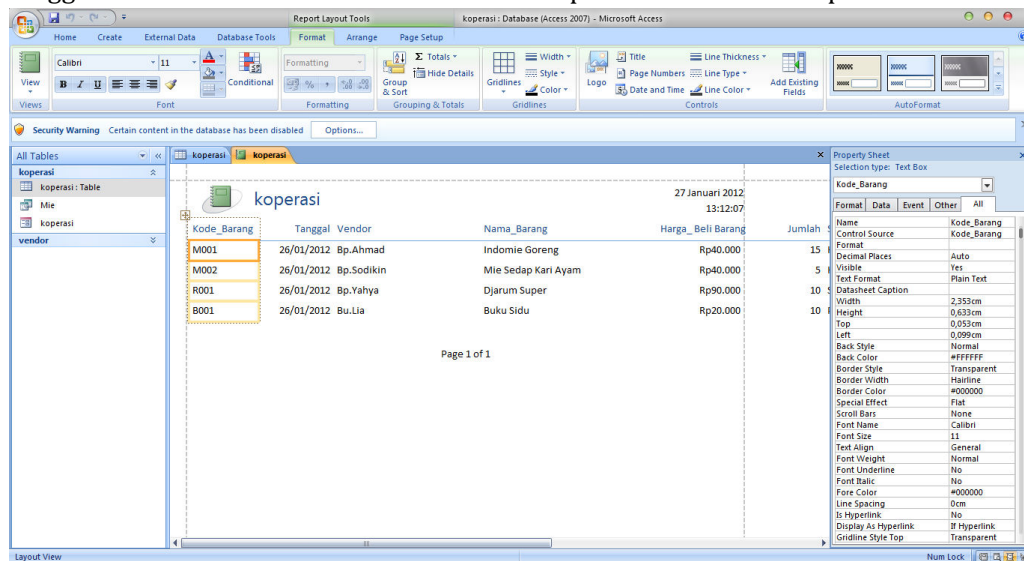 Report Layout Tools koperasi : Database (Access 2007) - Microsoft Access
Home Create External Data Database Tools Format Arrange Page Setup
View
Views
Calibri 11
B I U
Conditional
Font
Formatting
Formatting
Group & Sort
Σ Totals
Hide Details
Grouping & Totals
Gridlines
Width
Style
Color
Gridlines
Logo
Title
Page Numbers
Date and Time
Line Thickness
Line Type
Line Color
Add Existing Fields
Controls
AutoFormat
Security Warning Certain content in the database has been disabled Options...
All Tables
koperasi
koperasi : Table
Mie
koperasi
vendor
koperasi koperasi
koperasi
27 Januari 2012
13:12:07
Kode_Barang Tanggal Vendor Nama_Barang Harga_Beli Barang Jumlah
M001 26/01/2012 Bp.Ahmad Indomie Goreng Rp40.000 15
M002 26/01/2012 Bp.Sodikin Mie Sedap Kari Ayam Rp40.000 5
R001 26/01/2012 Bp.Yahya Djarum Super Rp90.000 10
B001 26/01/2012 Bu.Lia Buku Sidu Rp20.000 10
Page 1 of 1
Property Sheet
Selection type: Text Box
Kode_Barang
Format Data Event Other All
Name Kode_Barang
Control Source Kode_Barang
Format
Decimal Places Auto
Visible Yes
Text Format Plain Text
Datasheet Caption
Width 2,353cm
Height 0,633cm
Top 0,053cm
Left 0,099cm
Back Style Normal
Back Color #FFFFFF
Border Style Transparent
Border Width Hairline
Border Color #000000
Special Effect Flat
Scroll Bars None
Font Name Calibri
Font Size 11
Text Align General
Font Weight Normal
Font Underline No
Font Italic No
Fore Color #000000
Line Spacing 0cm
Is Hyperlink No
Display As Hyperlink If Hyperlink
Gridline Style Top Transparent
Layout View Num Lock